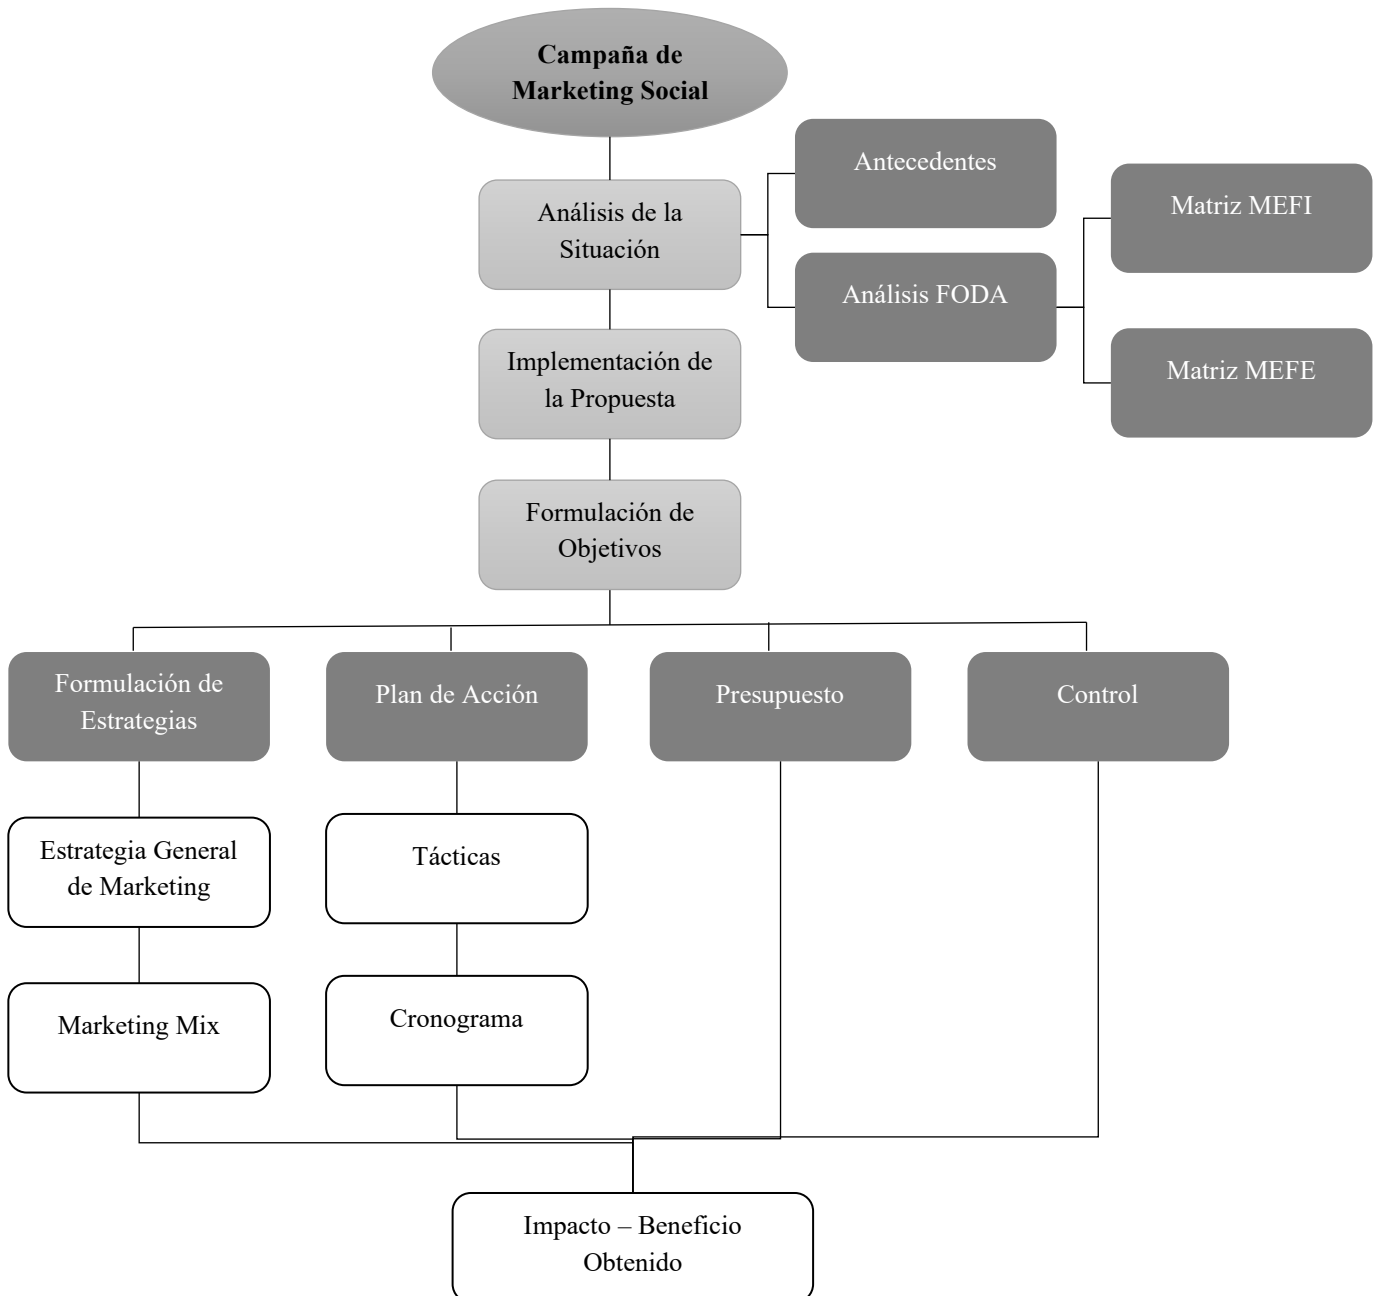 Campaña de
Marketing Social
Análisis de la
Situación
Antecedentes
Análisis FODA
Matriz MEFI
Matriz MEFE
Implementación de
la Propuesta
Formulación de
Objetivos
Formulación de
Estrategias
Plan de Acción
Presupuesto
Control
Estrategia General
de Marketing
Tácticas
Marketing Mix
Cronograma
Impacto – Beneficio
Obtenido